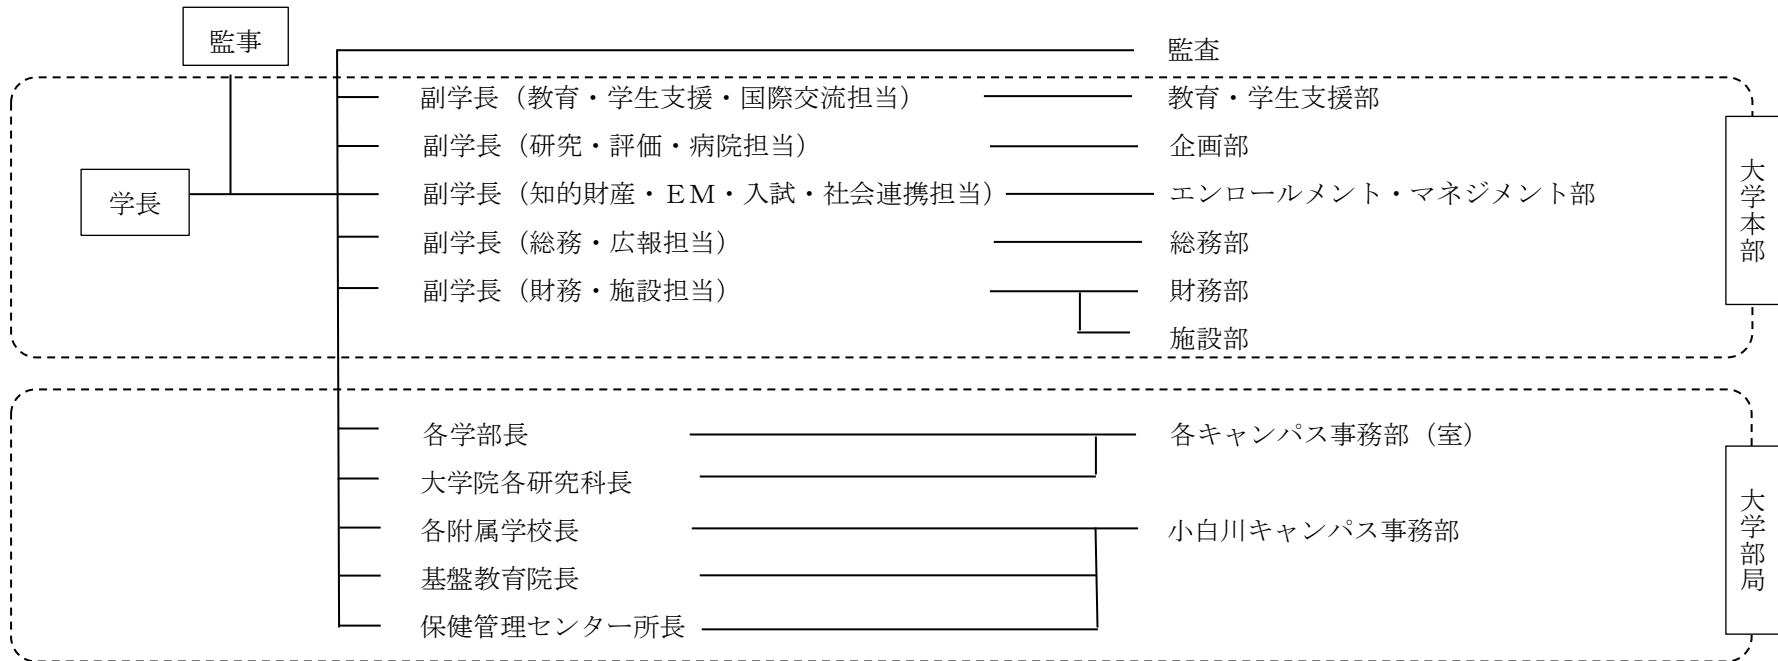 監事
監査
副学長（教育・学生支援・国際交流担当） 教育・学生支援部
副学長（研究・評価・病院担当） 企画部
学長
副学長（知的財産・ＥＭ・入試・社会連携担当） エンロールメント・マネジメント部
副学長（総務・広報担当） 総務部
副学長（財務・施設担当） 財務部
施設部
大学本部
各学部長 各キャンパス事務部（室）
大学院各研究科長
各附属学校長 小白川キャンパス事務部
基盤教育院長
保健管理センター所長
大学部局